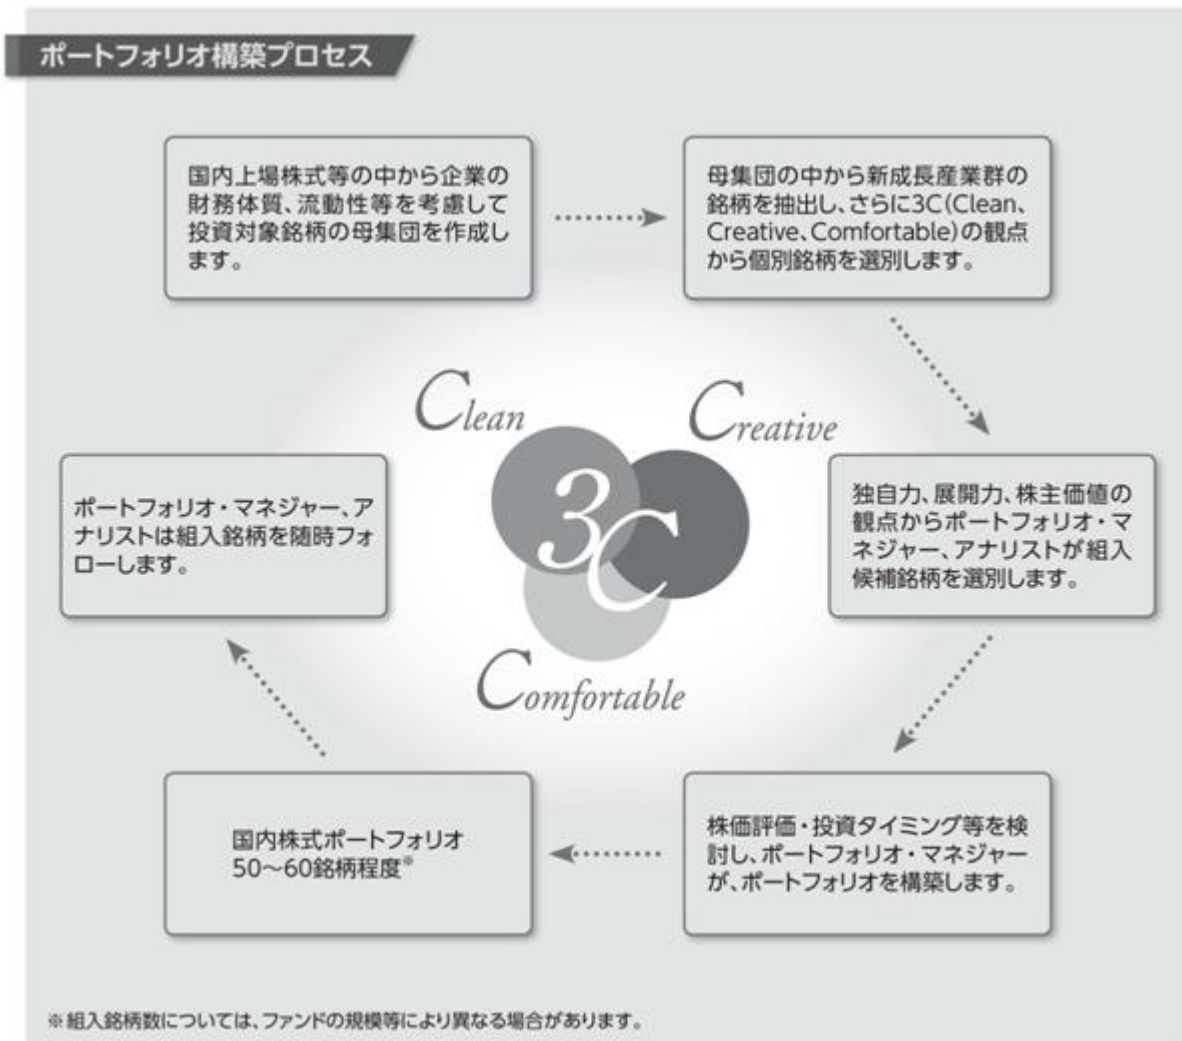 ポートフォリオ構築プロセス
国内上場株式等の中から企業の
財務体質、流動性等を考慮して
投資対象銘柄の母集団を作成し
ます。
母集団の中から新成長産業群の
銘柄を抽出し、さらに3C(Clean、
Creative、Comfortable)の観点
から個別銘柄を選別します。
Clean
Creative
3C
Comfortable
ポートフォリオ・マネジャー、ア
ナリストは組入銘柄を随時フォ
ローします。
独自力、展開力、株主価値の
観点からポートフォリオ・マ
ネジャー、アナリストが組入
候補銘柄を選別します。
国内株式ポートフォリオ
50～60銘柄程度※
株価評価・投資タイミング等を検
討し、ポートフォリオ・マネジャー
が、ポートフォリオを構築します。
※組入銘柄数については、ファンドの規模等により異なる場合があります。